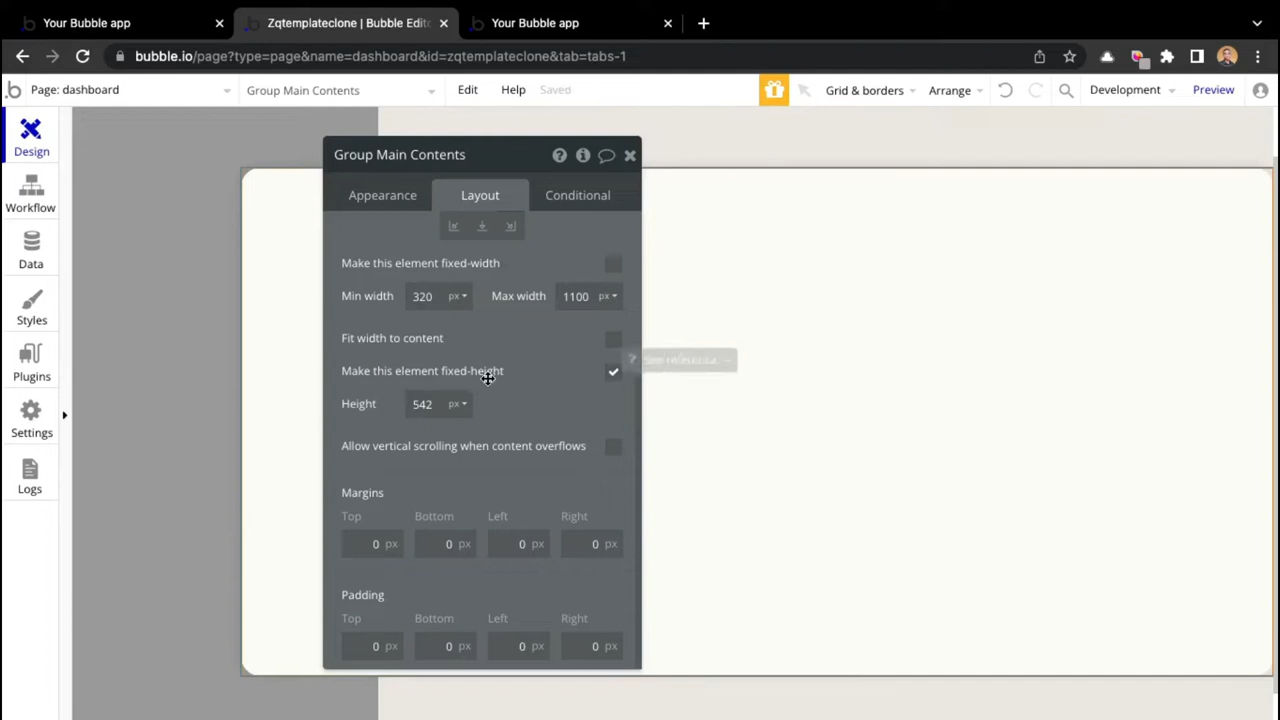 Your Bubble app
Zqtemplateclone | Bubble Edito
Your Bubble app
bubble.io/page?type=page&name=dashboard&id=zqtemplateclone&tab=tabs-1
Page: dashboard
Group Main Contents
Edit
Help
Saved
Grid & borders
Arrange
Development
Preview
Design
Workflow
Data
Styles
Plugins
Settings
Logs
Group Main Contents
Appearance
Layout
Conditional
Make this element fixed-width
Min width 320 px Max width 1100 px
Fit width to content
Make this element fixed-height
See reference →
Height 542 px
Allow vertical scrolling when content overflows
Margins
Top Bottom Left Right
0 px 0 px 0 px 0 px
Padding
Top Bottom Left Right
0 px 0 px 0 px 0 px